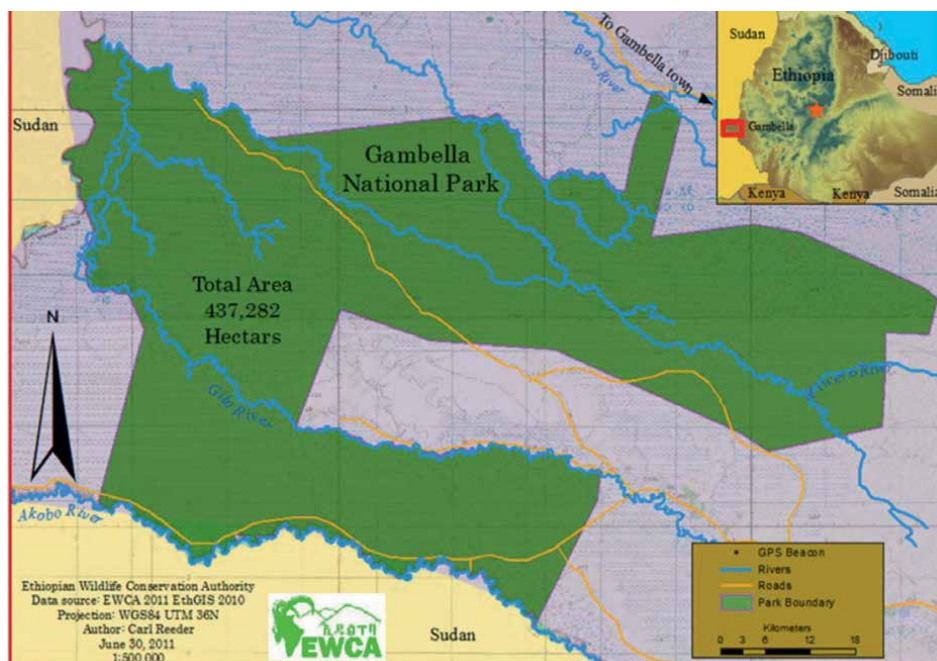 To Gambella town
Baro River
Sudan
Gambella
National Park
Total Area
437,282
Hectars
N
Gilo River
Akobo River
Sudan
Ethiopia
Djibouti
Somalia
Gambella
Kenya
Kenya
Somalia
Sudan
Ethiopian Wildlife Conservation Authority
Data source: EWCA 2011 EthGIS 2010
Projection: WGS84 UTM 36N
Author: Carl Reeder
June 30, 2011
1:500 000
EWCA
Sudan
GPS Beacon
Rivers
Roads
Park Boundary
Kilometers
0 3 6 12 18